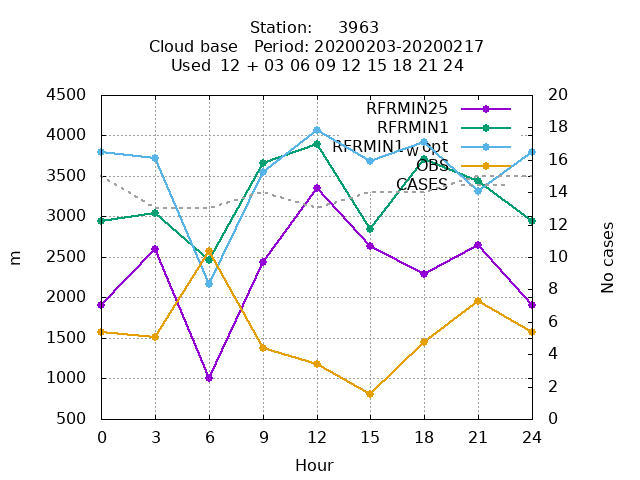 Station: 3963
Cloud base Period: 20200203-20200217
Used 12 + 03 06 09 12 15 18 21 24
4500
4000
3500
3000
2500
2000
1500
1000
500
m
20
18
16
14
12
10
8
6
4
2
0
No cases
RFRMIN25
RFRMIN1
RFRMIN1_w opt
OBS
CASES
0 3 6 9 12 15 18 21 24
Hour